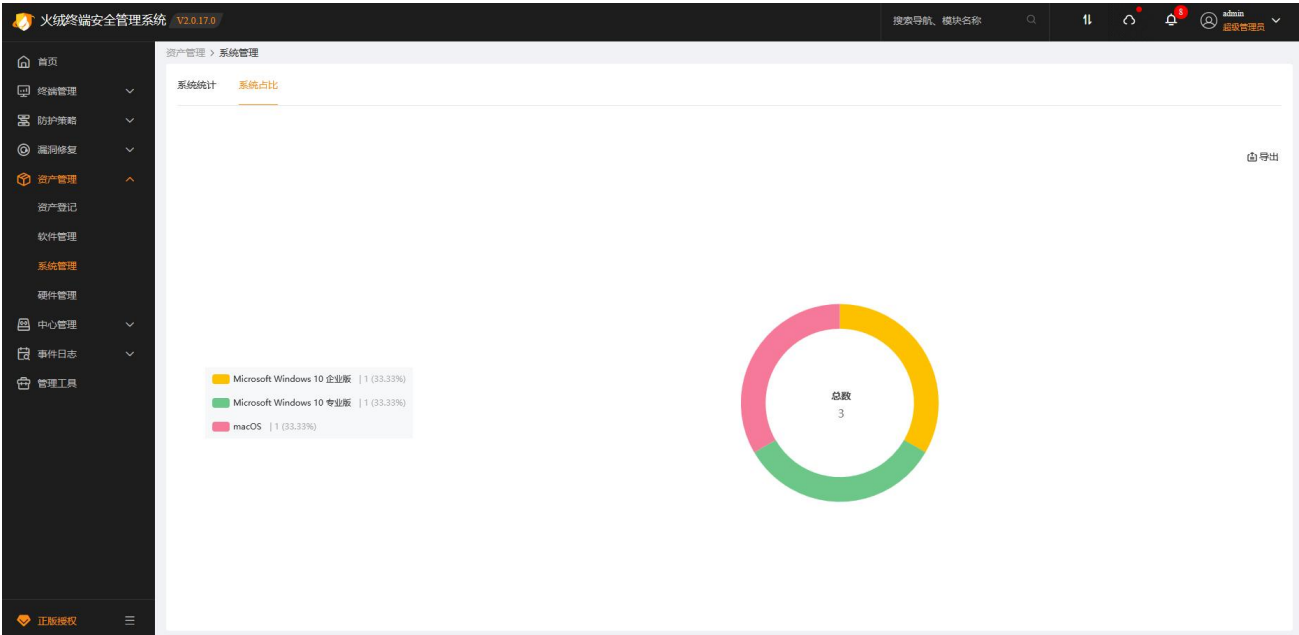 火绒终端安全管理系统 V2.0.17.0
搜索导航、模块名称
8
admin
超级管理员
首页
终端管理
防护策略
漏洞修复
资产管理
资产登记
软件管理
系统管理
硬件管理
中心管理
事件日志
管理工具
正版授权
资产管理 > 系统管理
系统统计 系统占比
导出
Microsoft Windows 10 企业版 | 1 (33.33%)
Microsoft Windows 10 专业版 | 1 (33.33%)
macOS | 1 (33.33%)
总数
3